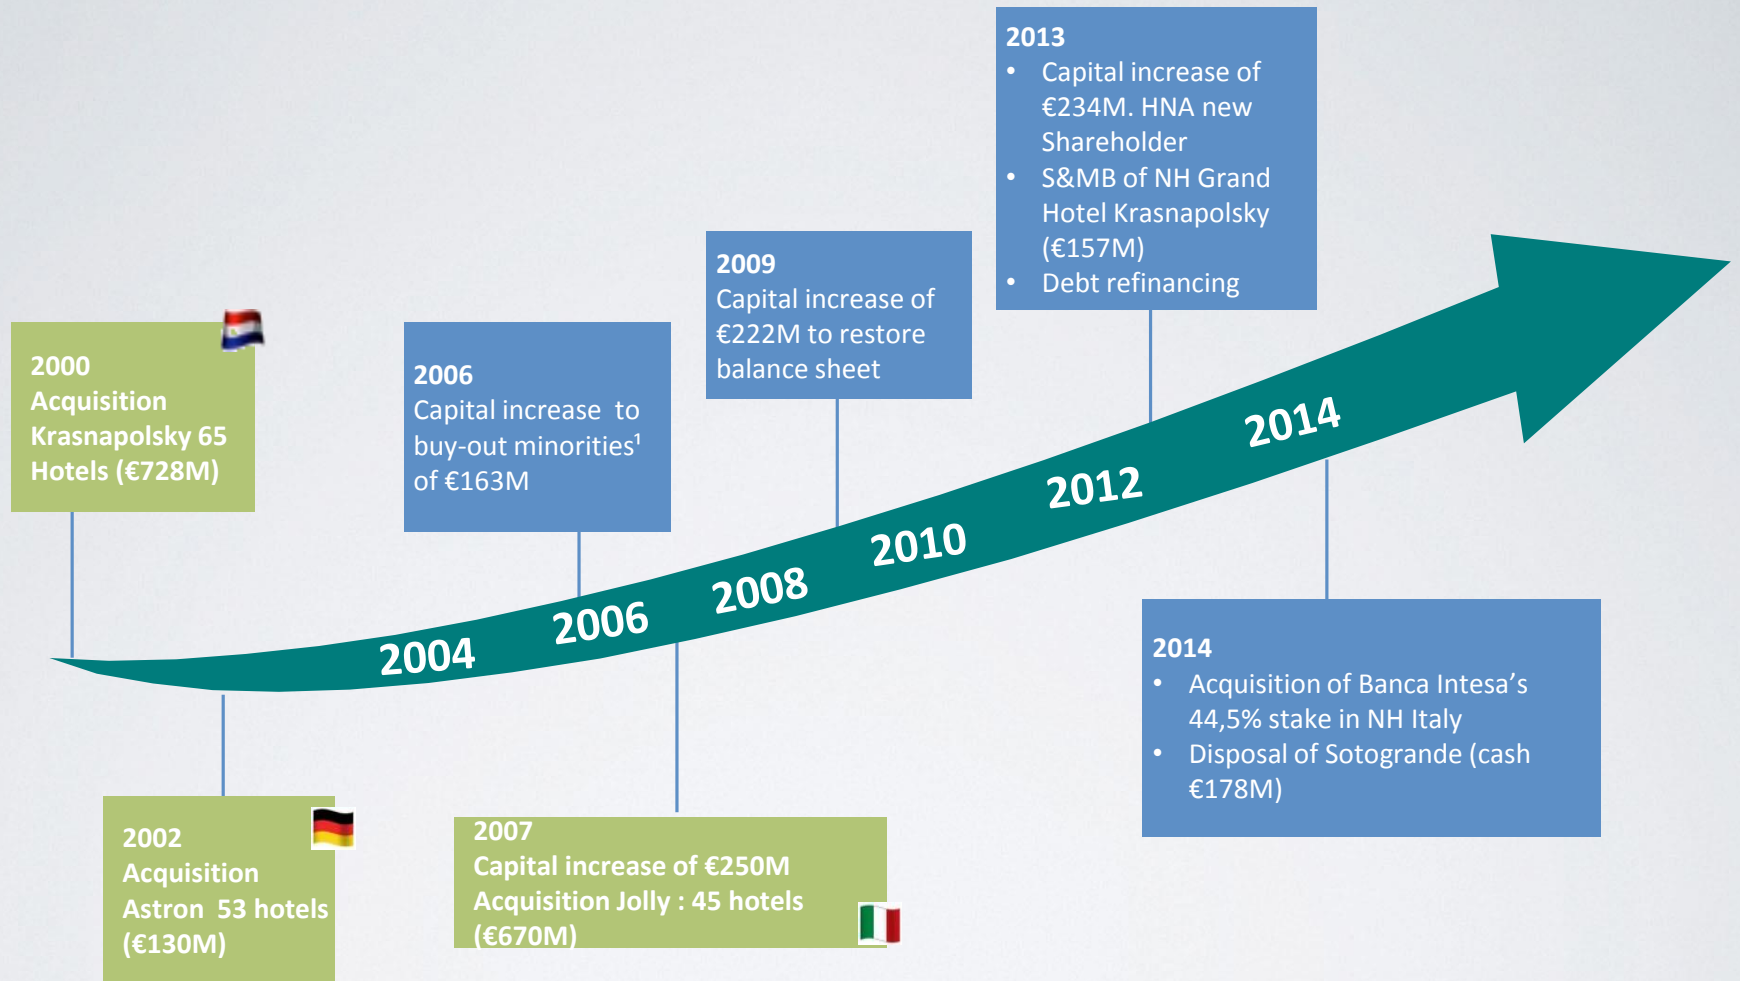 2000
Acquisition
Krasnapolsky 65
Hotels (€728M)
2002
Acquisition
Astron 53 hotels
(€130M)
2006
Capital increase to
buy-out minorities¹
of €163M
2007
Capital increase of €250M
Acquisition Jolly : 45 hotels
(€670M)
2009
Capital increase of
€222M to restore
balance sheet
2013
• Capital increase of
€234M. HNA new
Shareholder
• S&MB of NH Grand
Hotel Krasnapolsky
(€157M)
• Debt refinancing
2014
• Acquisition of Banca Intesa’s
44,5% stake in NH Italy
• Disposal of Sotogrande (cash
€178M)
2004
2006
2008
2010
2012
2014